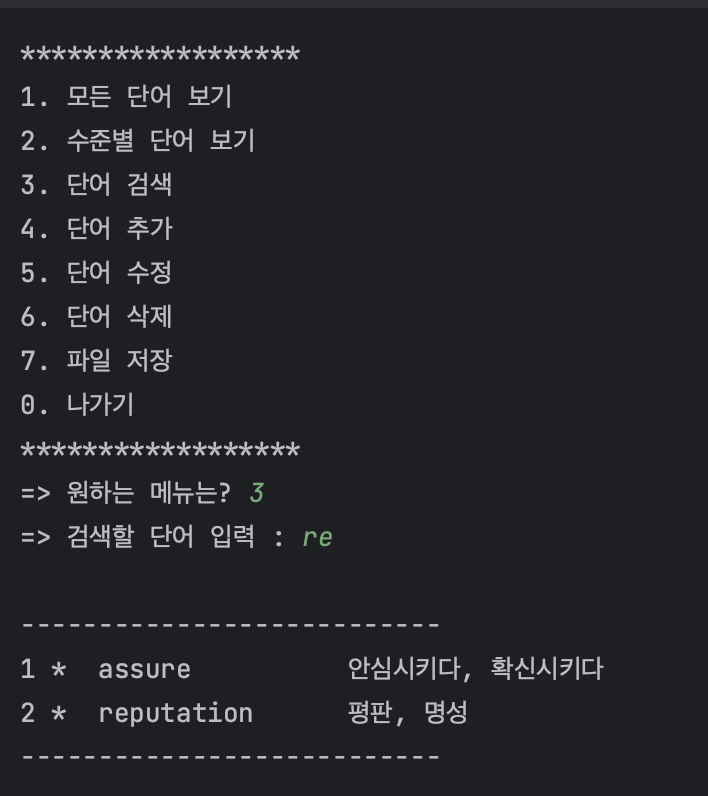 ******************
1. 모든 단어 보기
2. 수준별 단어 보기
3. 단어 검색
4. 단어 추가
5. 단어 수정
6. 단어 삭제
7. 파일 저장
0. 나가기
******************
=> 원하는 메뉴는? 3
=> 검색할 단어 입력 : re
---------------------------
1 *  assure          안심시키다, 확신시키다
2 *  reputation      평판, 명성
---------------------------